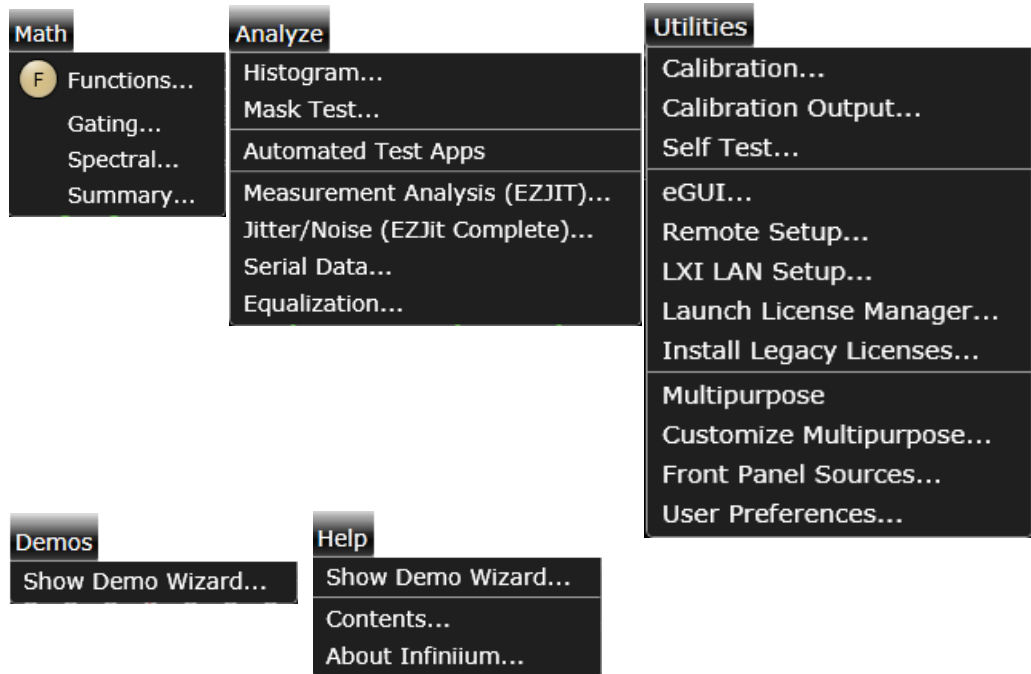 Math
F
Functions...
Gating...
Spectral...
Summary...
Analyze
Histogram...
Mask Test...
Automated Test Apps
Measurement Analysis (EZJIT)...
Jitter/Noise (EZJit Complete)...
Serial Data...
Equalization...
Utilities
Calibration...
Calibration Output...
Self Test...
eGUI...
Remote Setup...
LXI LAN Setup...
Launch License Manager...
Install Legacy Licenses...
Multipurpose
Customize Multipurpose...
Front Panel Sources...
User Preferences...
Demos
Show Demo Wizard...
Help
Show Demo Wizard...
Contents...
About Infiniium...